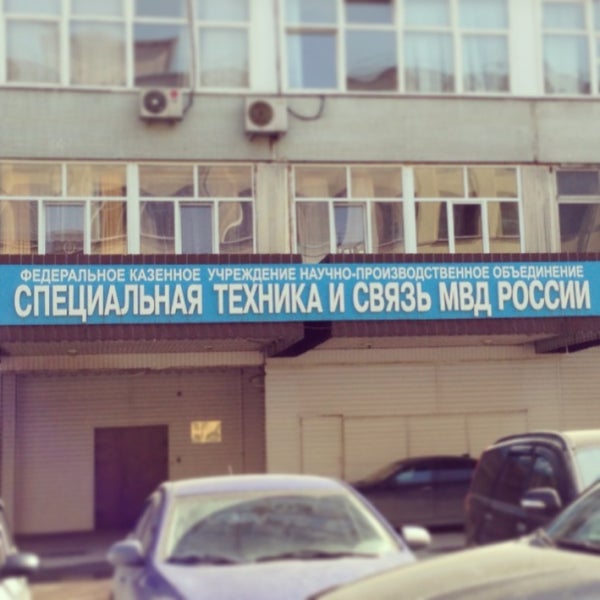 ФЕДЕРАЛЬНОЕ КАЗЕННОЕ УЧРЕЖДЕНИЕ НАУЧНО-ПРОИЗВОДСТВЕННОЕ ОБЪЕДИНЕНИЕ
СПЕЦИАЛЬНАЯ ТЕХНИКА И СВЯЗЬ МВД РОССИИ